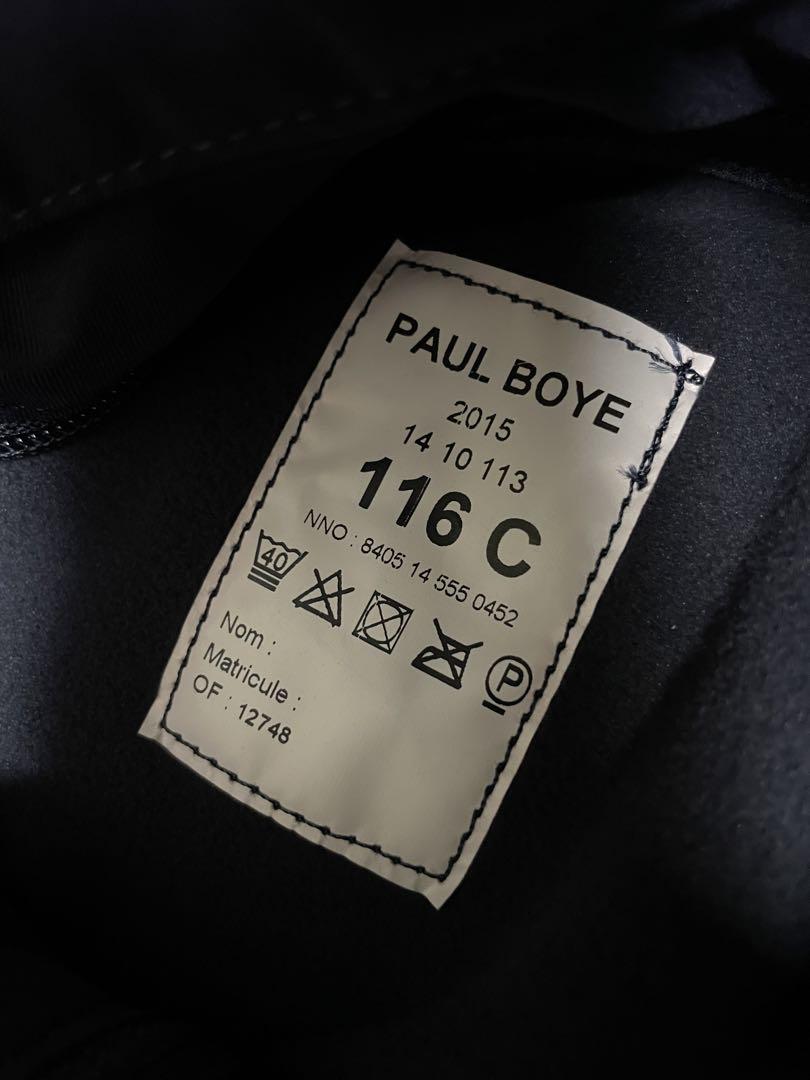 PAUL BOYE
2015
14 10 113
116 C
NNO : 8405 14 555 0452
40
P
Nom :
Matricule :
OF : 12748